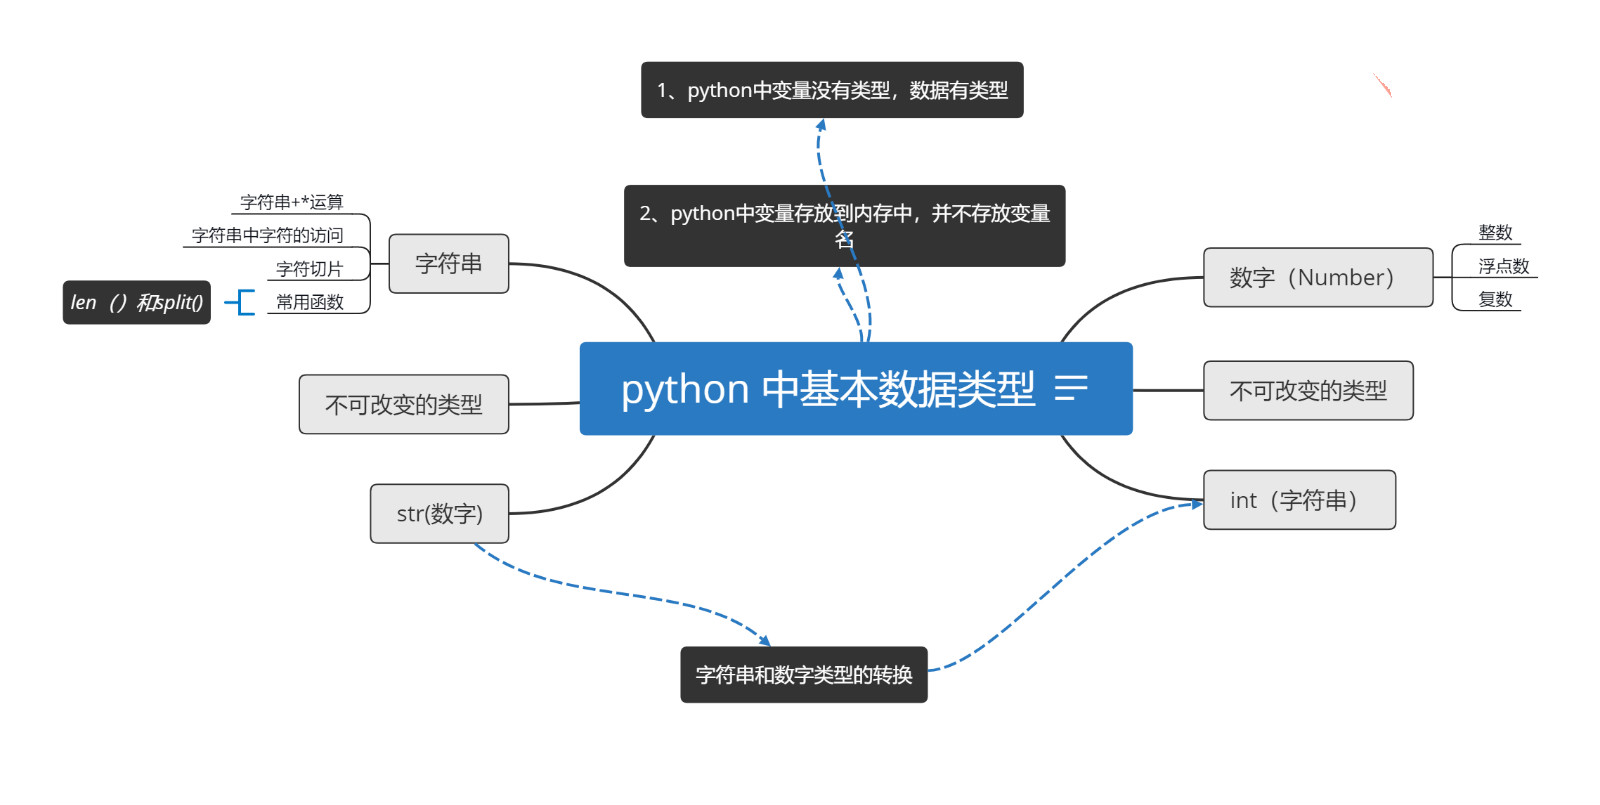 1、python中变量没有类型，数据有类型
2、python中变量存放到内存中，并不存放变量
名
字符串+*运算
字符串中字符的访问
字符切片
常用函数
len（）和split()
字符串
不可改变的类型
str(数字)
python 中基本数据类型
数字（Number）
整数
浮点数
复数
不可改变的类型
int（字符串）
字符串和数字类型的转换